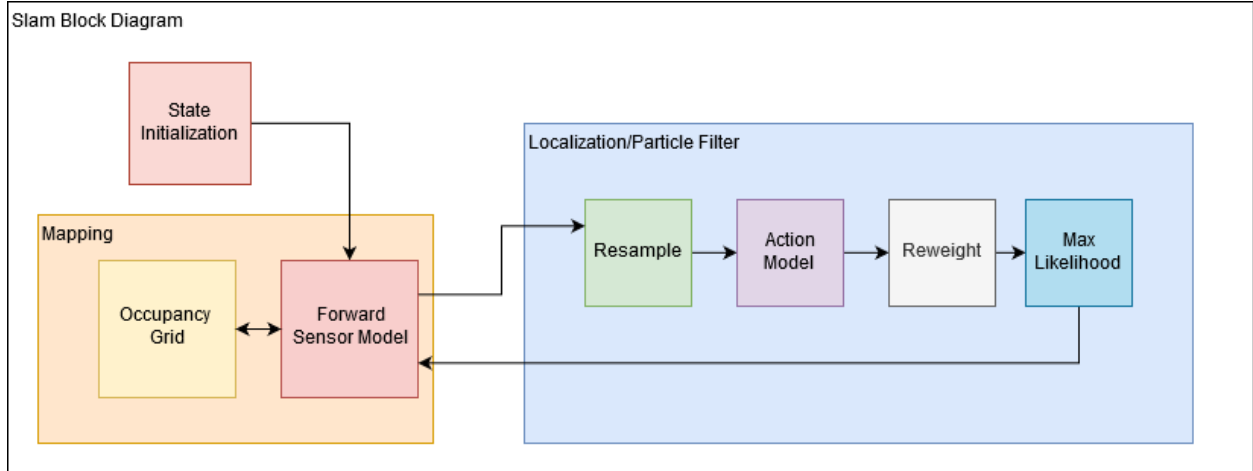 Slam Block Diagram
State
Initialization
Localization/Particle Filter
Mapping
Resample
Action
Model
Reweight
Max
Likelihood
Occupancy
Grid
Forward
Sensor Model